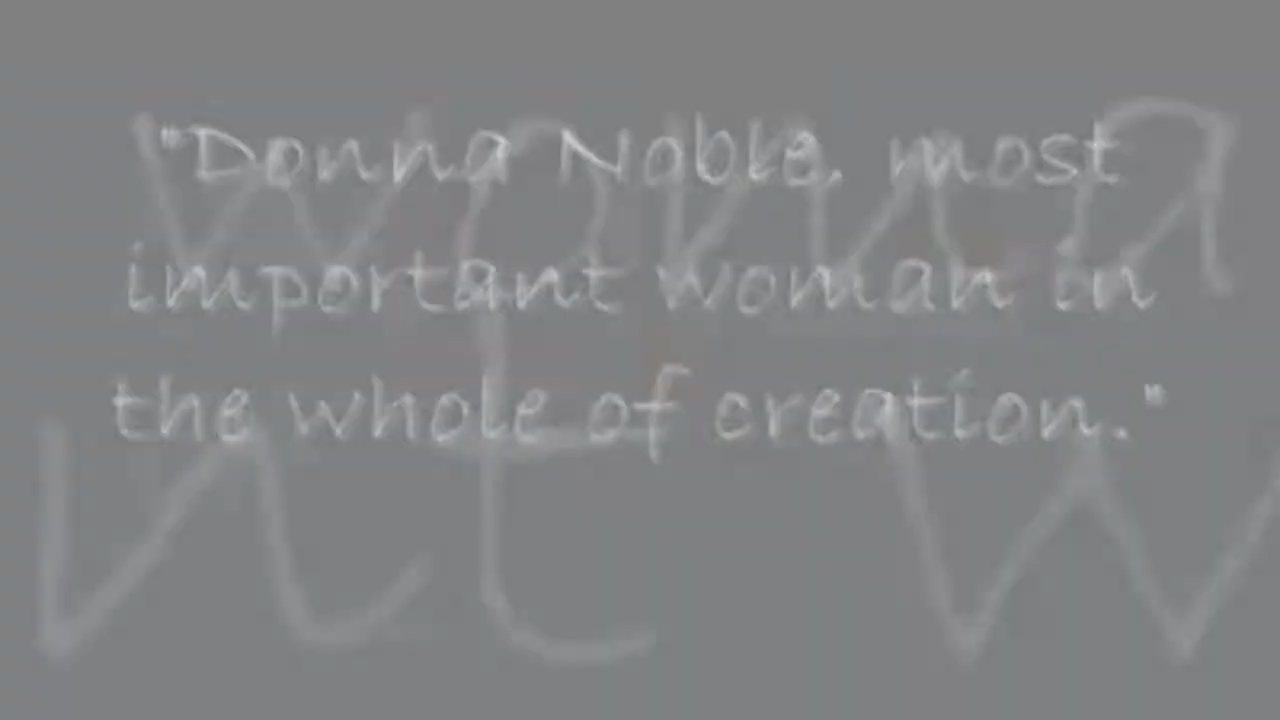 "Donna Noble, most
important woman in
the whole of creation."